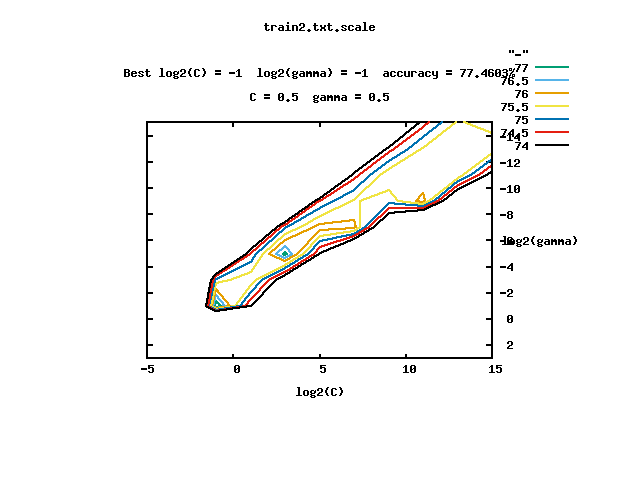 train2.txt.scale
"-"
Best log2(C) = -1  log2(gamma) = -1  accuracy = 77.4603%
C = 0.5  gamma = 0.5
77
76.5
76
75.5
75
74.5
74
-14
-12
-10
-8
-6
log2(gamma)
-4
-2
0
2
-5 0 5 10 15
log2(C)